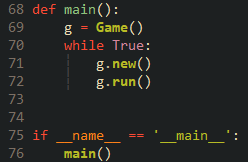 68 def main():
69     g = Game()
70     while True:
71         g.new()
72         g.run()
73
74
75 if __name__ == '__main__':
76     main()